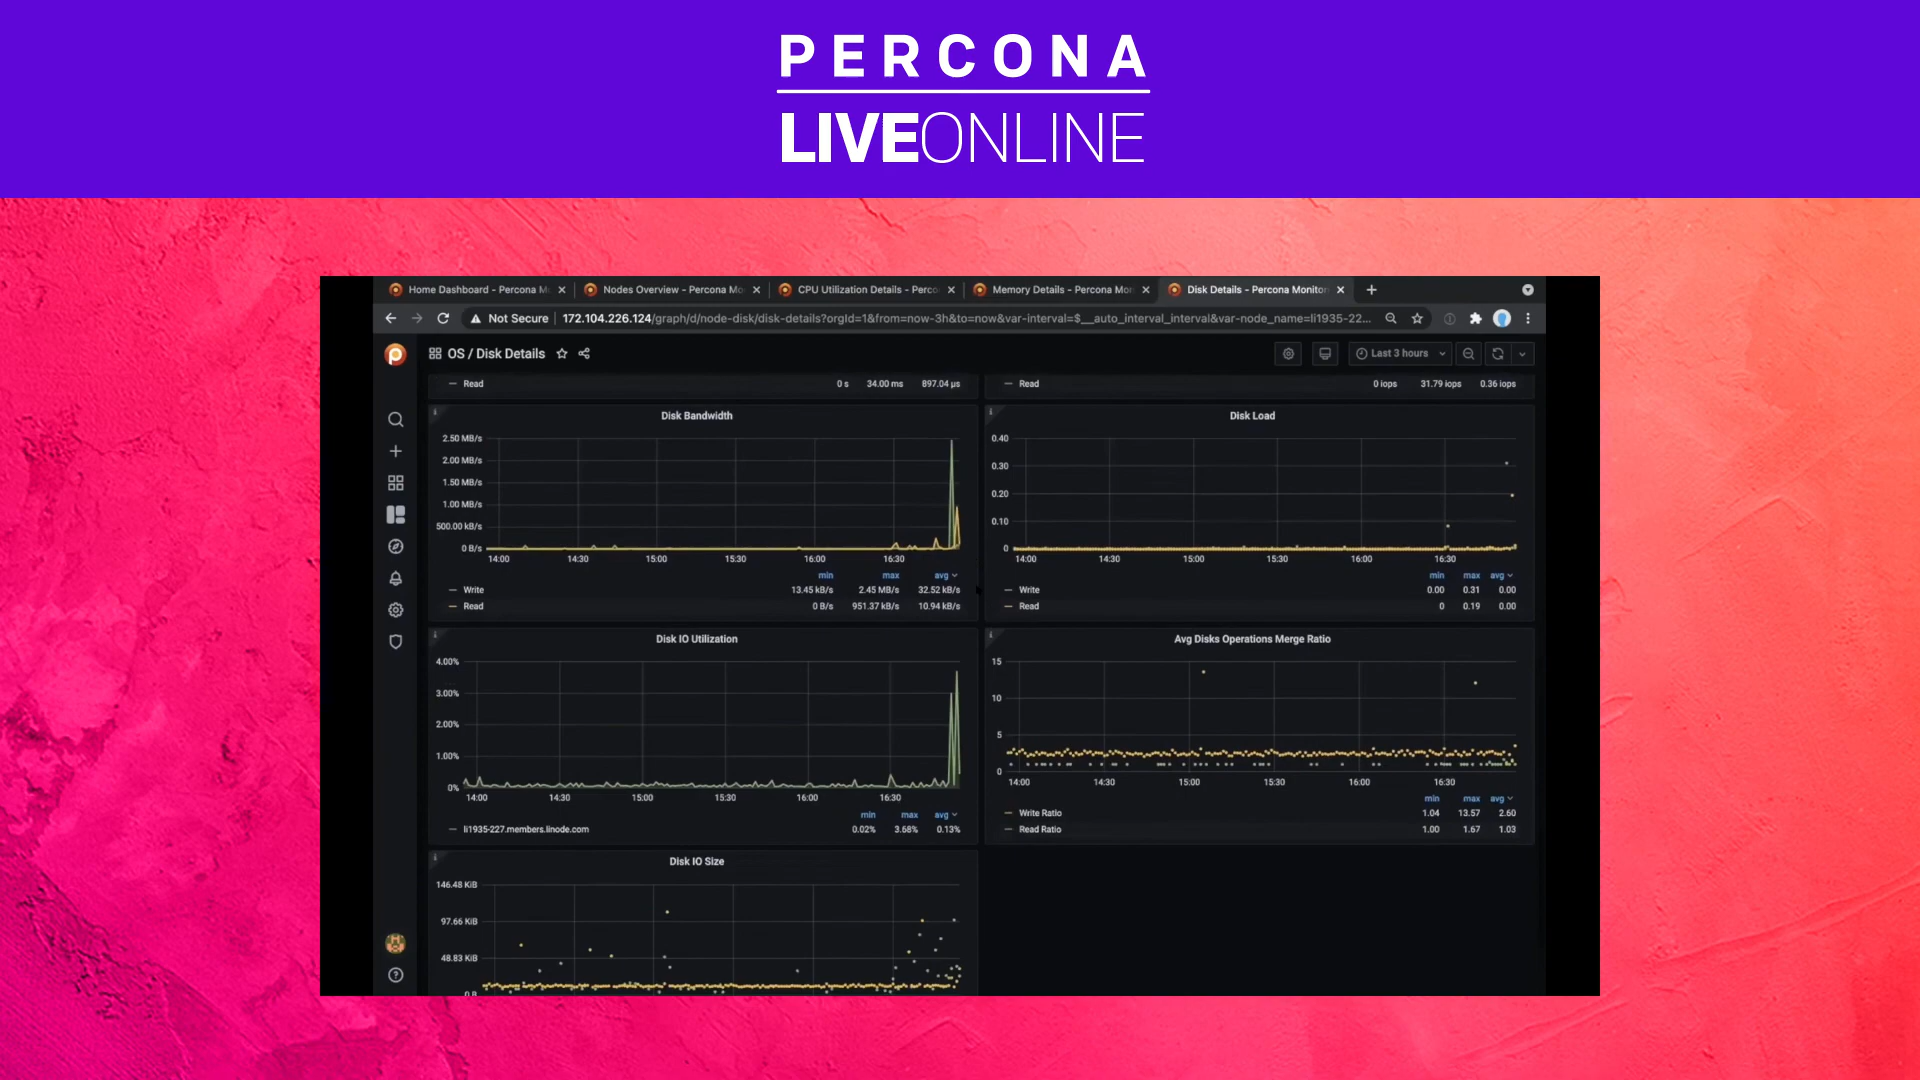 PERCONA
LIVEONLINE
Home Dashboard - Percona M
Nodes Overview - Percona Mo
CPU Utilization Details - Perco
Memory Details - Percona Mo
Disk Details - Percona Monitor
Not Secure
172.104.226.124/graph/d/node-disk/disk-details?orgId=1&from=now-3h&to=now&var-interval=$__auto_interval_interval&var-node_name=li1935-22...
OS / Disk Details
Last 3 hours
Read 0 s 34.00 ms 897.04 µs
Read 0 iops 31.79 iops 0.36 iops
Disk Bandwidth
2.50 MB/s
2.00 MB/s
1.50 MB/s
1.00 MB/s
500.00 kB/s
0 B/s
14:00 14:30 15:00 15:30 16:00 16:30
min max avg
Write 13.45 kB/s 2.45 MB/s 32.52 kB/s
Read 0 B/s 951.37 kB/s 10.94 kB/s
Disk Load
0.40
0.30
0.20
0.10
0
14:00 14:30 15:00 15:30 16:00 16:30
min max avg
Write 0.00 0.31 0.00
Read 0 0.19 0.00
Disk IO Utilization
4.00%
3.00%
2.00%
1.00%
0%
14:00 14:30 15:00 15:30 16:00 16:30
min max avg
li1935-227.members.linode.com 0.02% 3.68% 0.13%
Avg Disks Operations Merge Ratio
15
10
5
0
14:00 14:30 15:00 15:30 16:00 16:30
min max avg
Write Ratio 1.04 13.57 2.60
Read Ratio 1.00 1.67 1.03
Disk IO Size
146.48 KiB
97.66 KiB
48.83 KiB
0 B